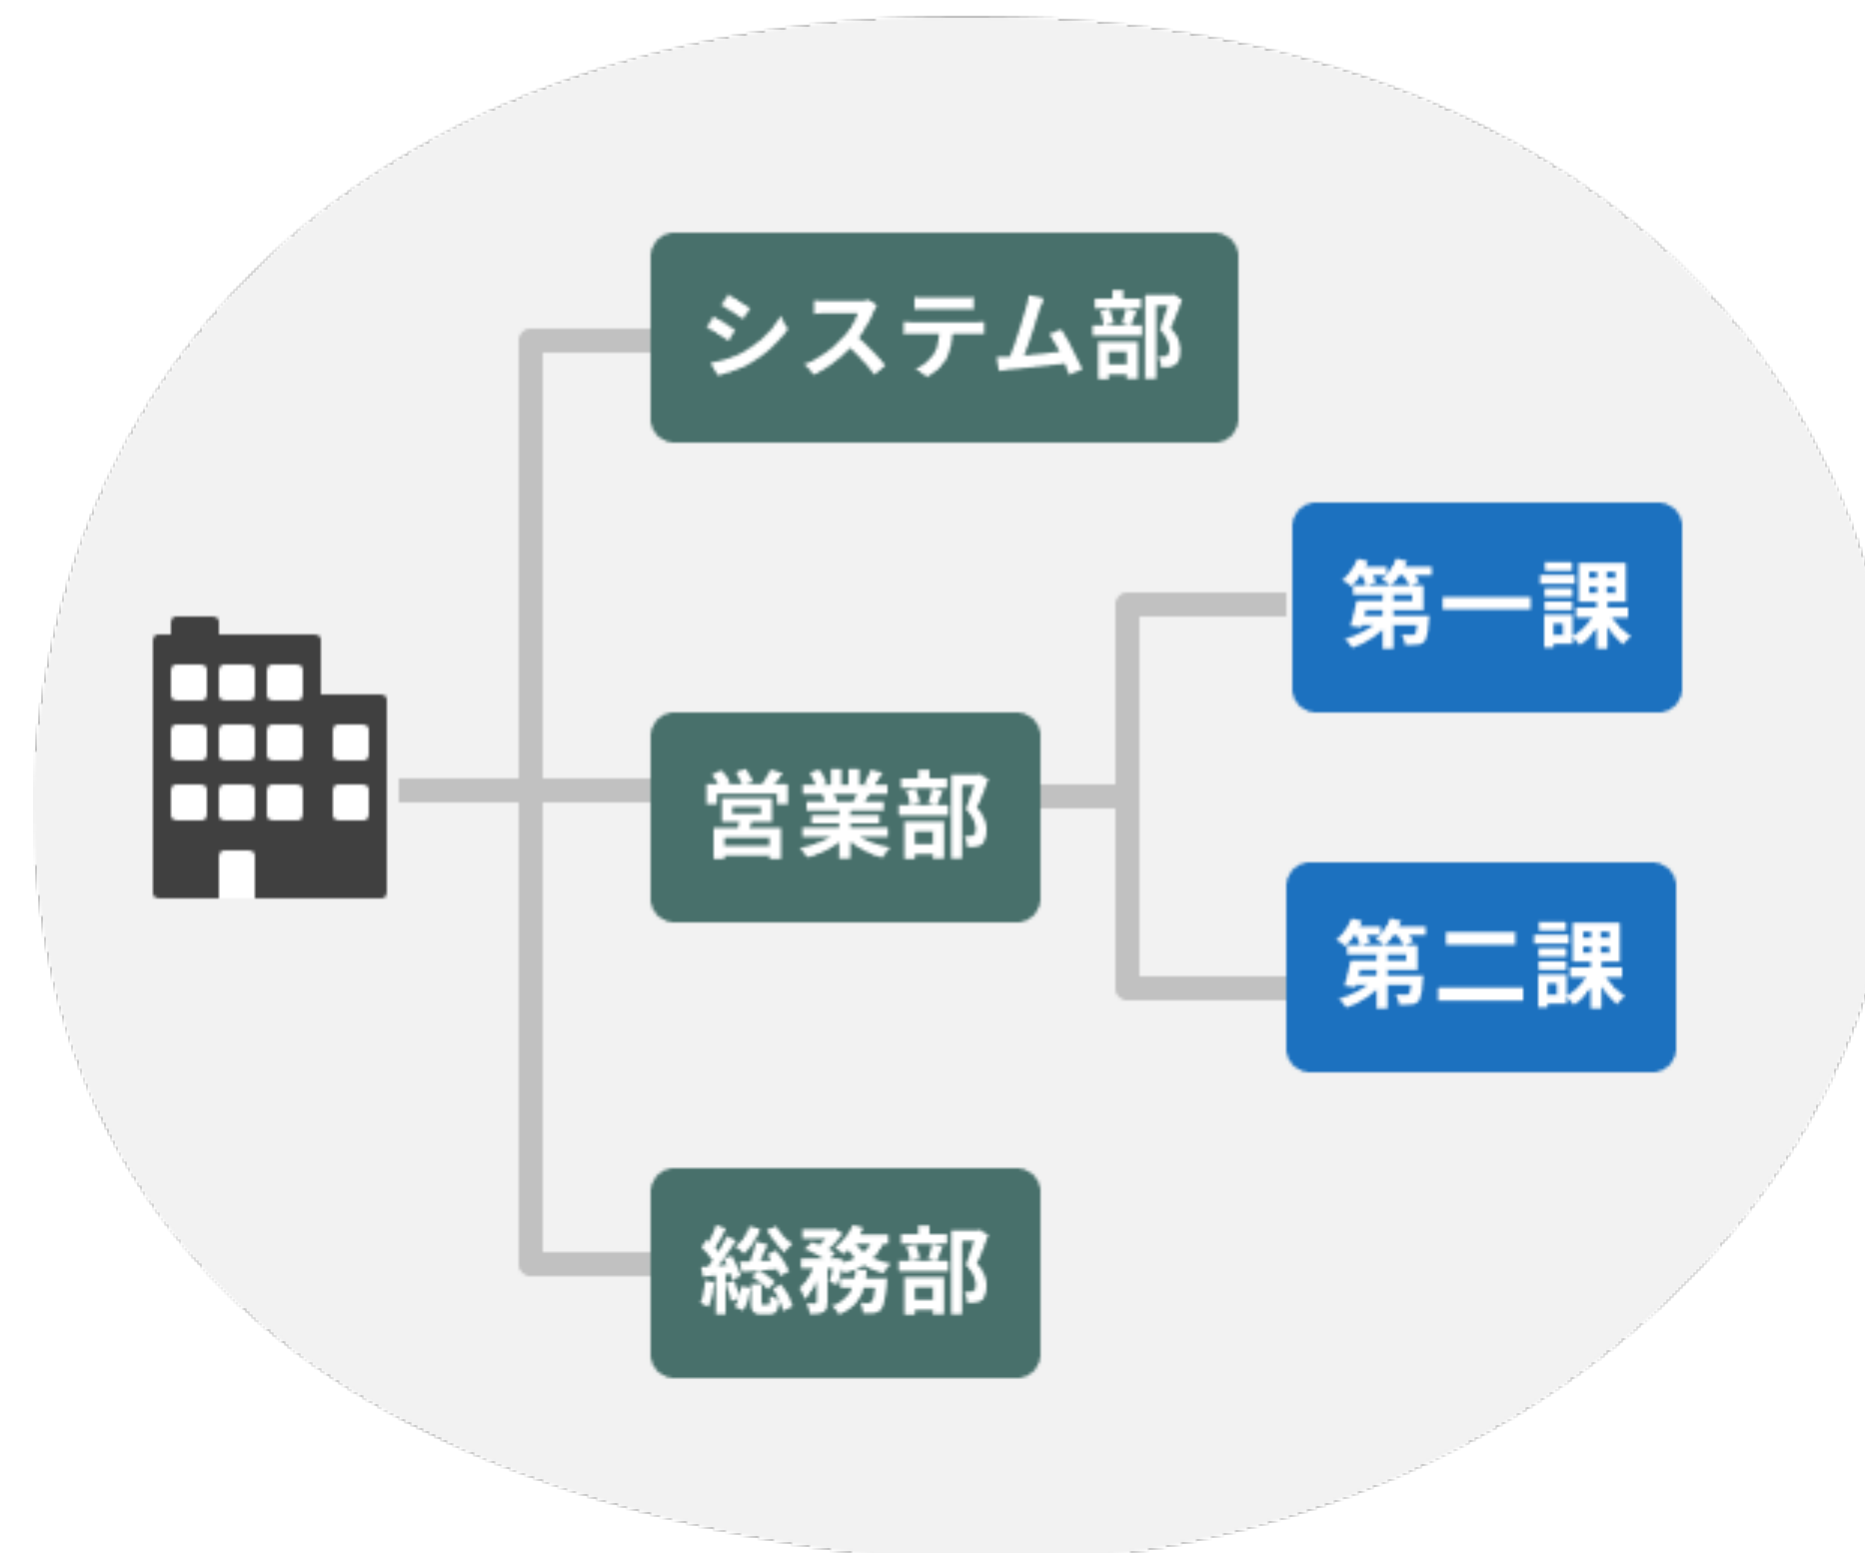 システム部
第一課
営業部
第二課
総務部